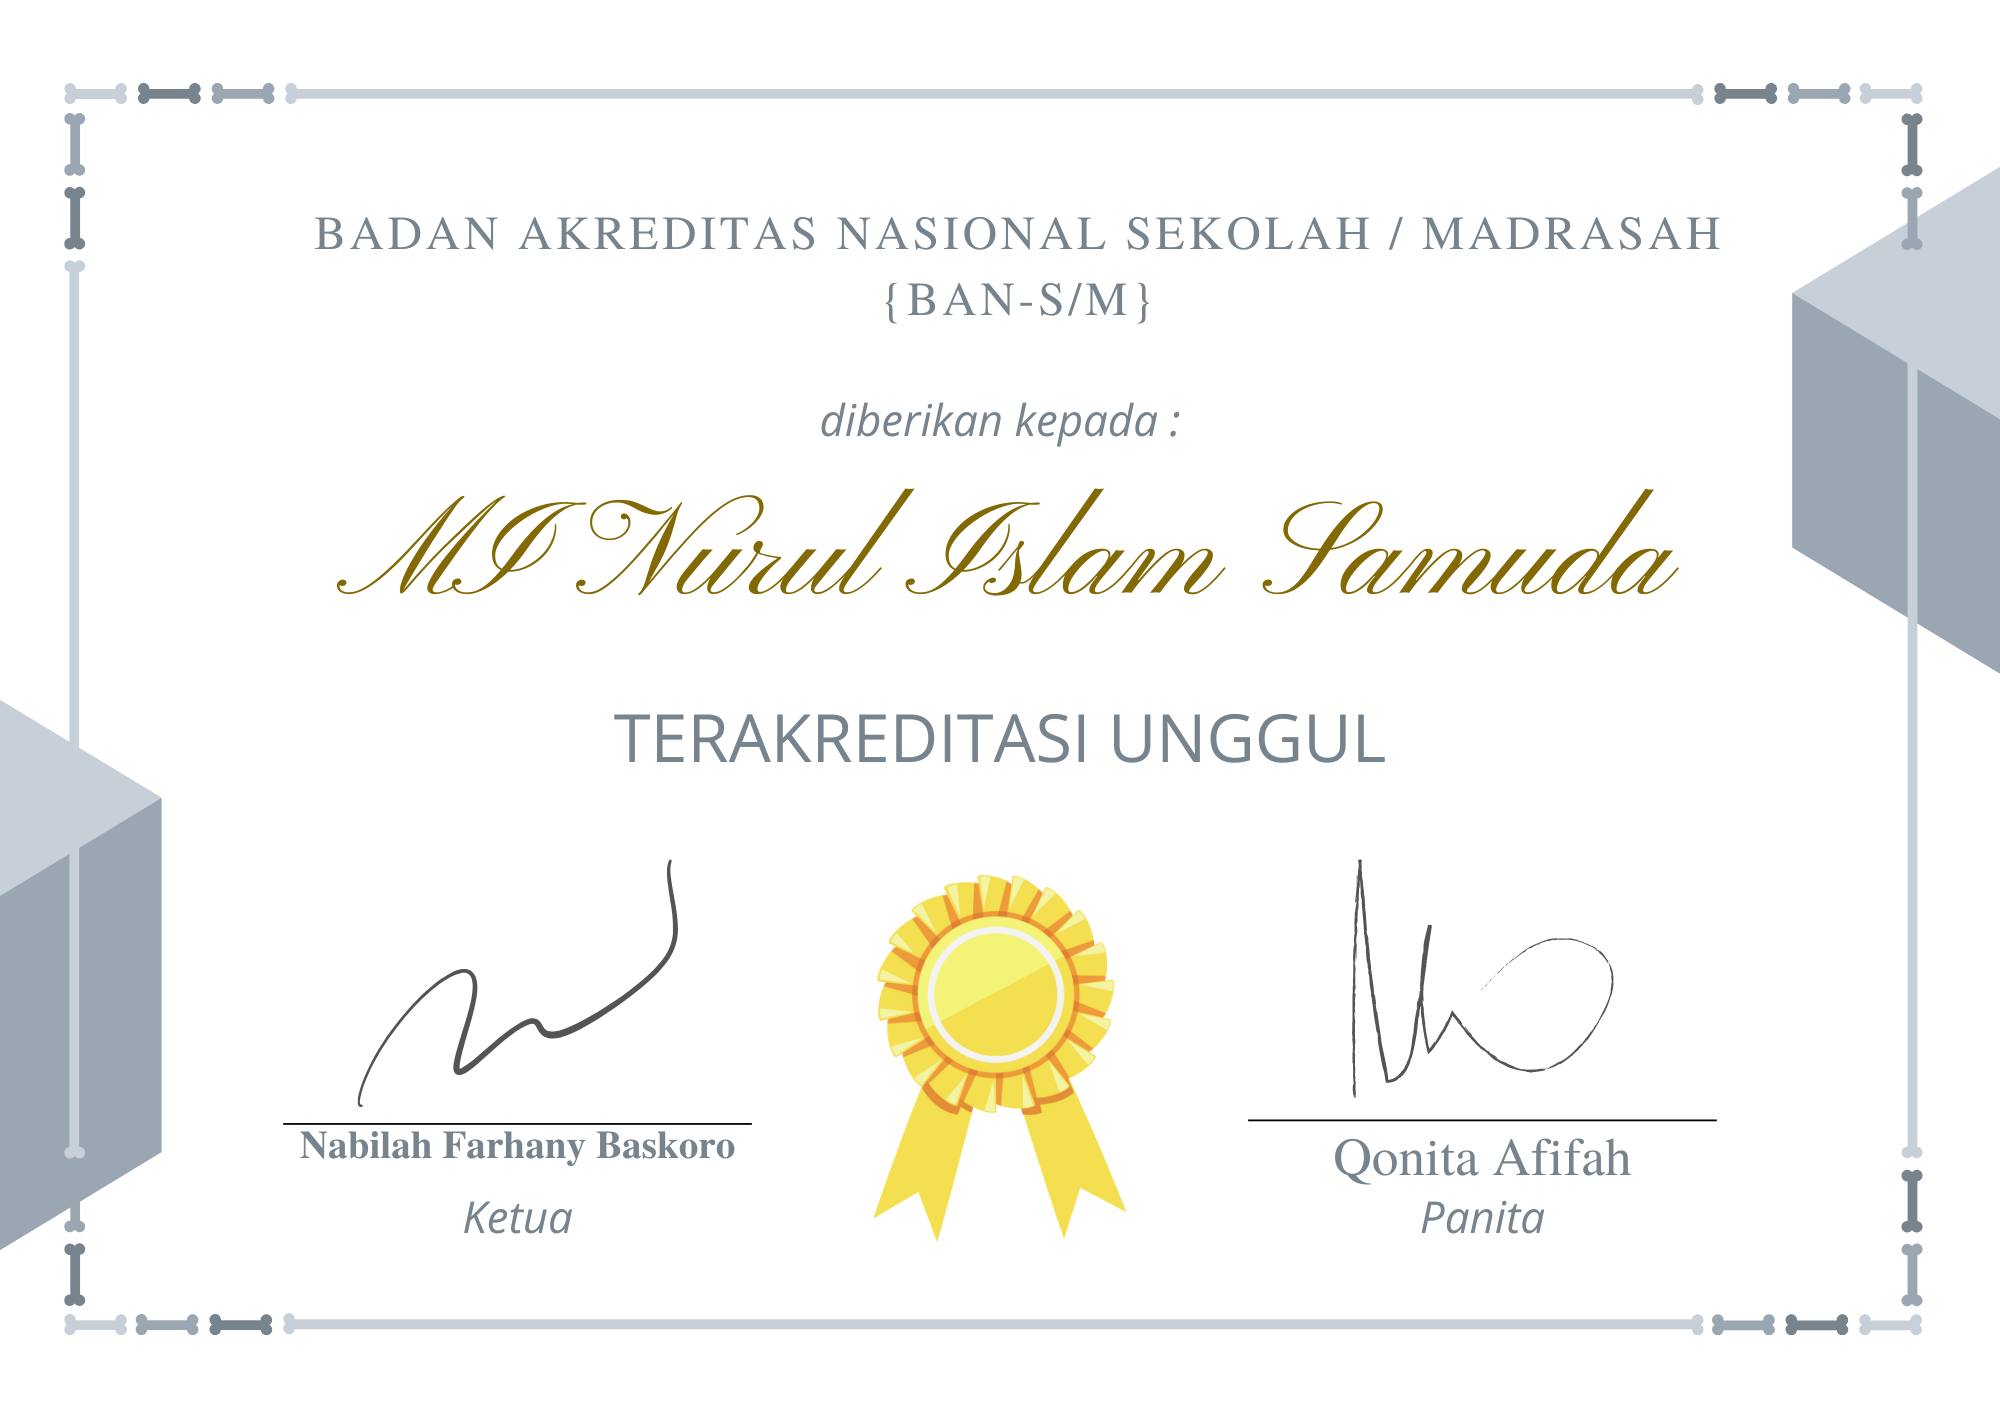 BADAN AKREDITAS NASIONAL SEKOLAH / MADRASAH
{BAN-S/M}
diberikan kepada :
MI Nurul Islam Samuda
TERAKREDITASI UNGGUL
Nabilah Farhany Baskoro
Ketua
Qonita Afifah
Panita